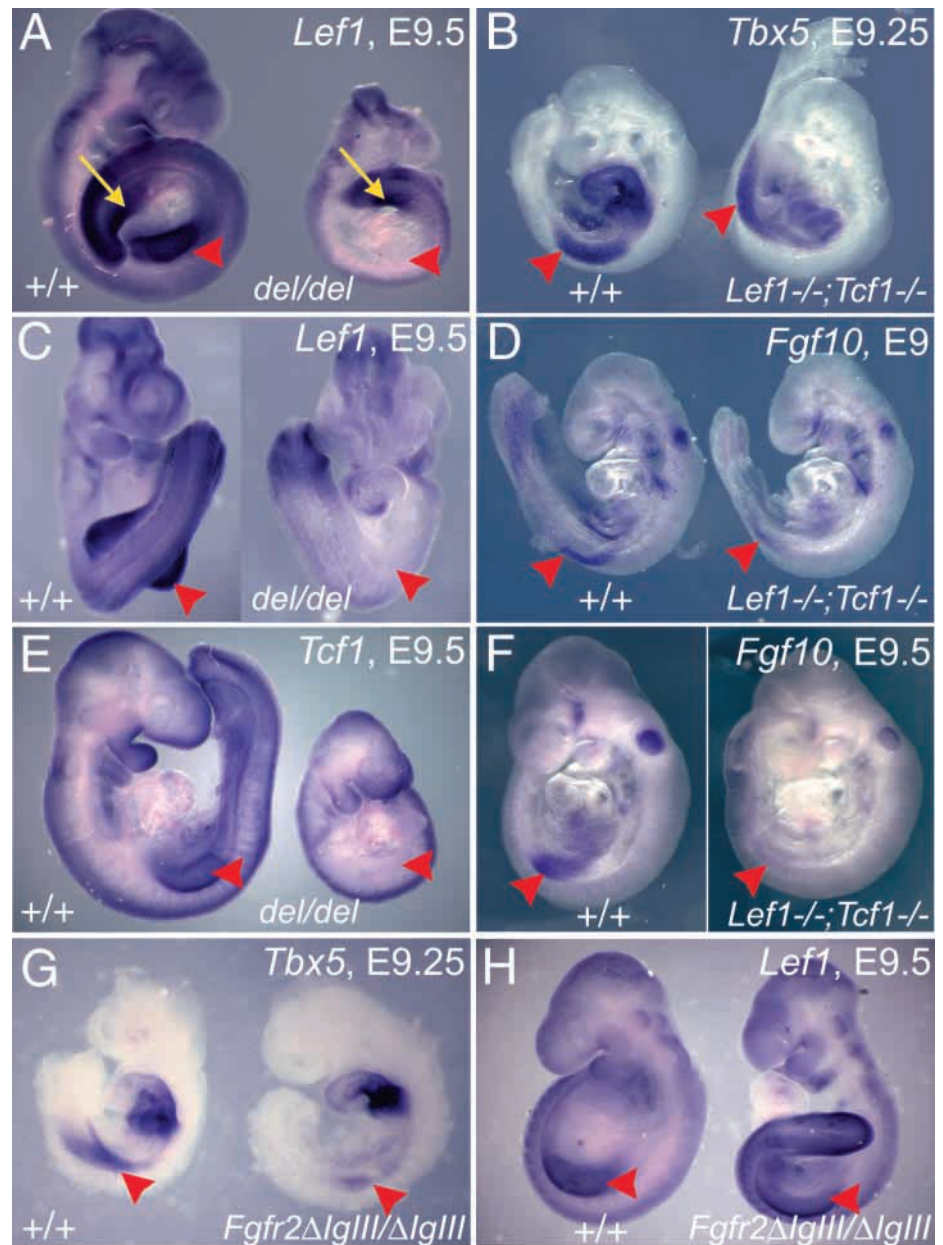 A
Lef1, E9.5
+/+
del/del
B
Tbx5, E9.25
+/+
Lef1-/-;Tcf1-/-
C
Lef1, E9.5
+/+
del/del
D
Fgf10, E9
+/+
Lef1-/-;Tcf1-/-
E
Tcf1, E9.5
+/+
del/del
F
Fgf10, E9.5
+/+
Lef1-/-;Tcf1-/-
G
Tbx5, E9.25
+/+
Fgfr2ΔIgIII/ΔIgIII
H
Lef1, E9.5
+/+
Fgfr2ΔIgIII/ΔIgIII